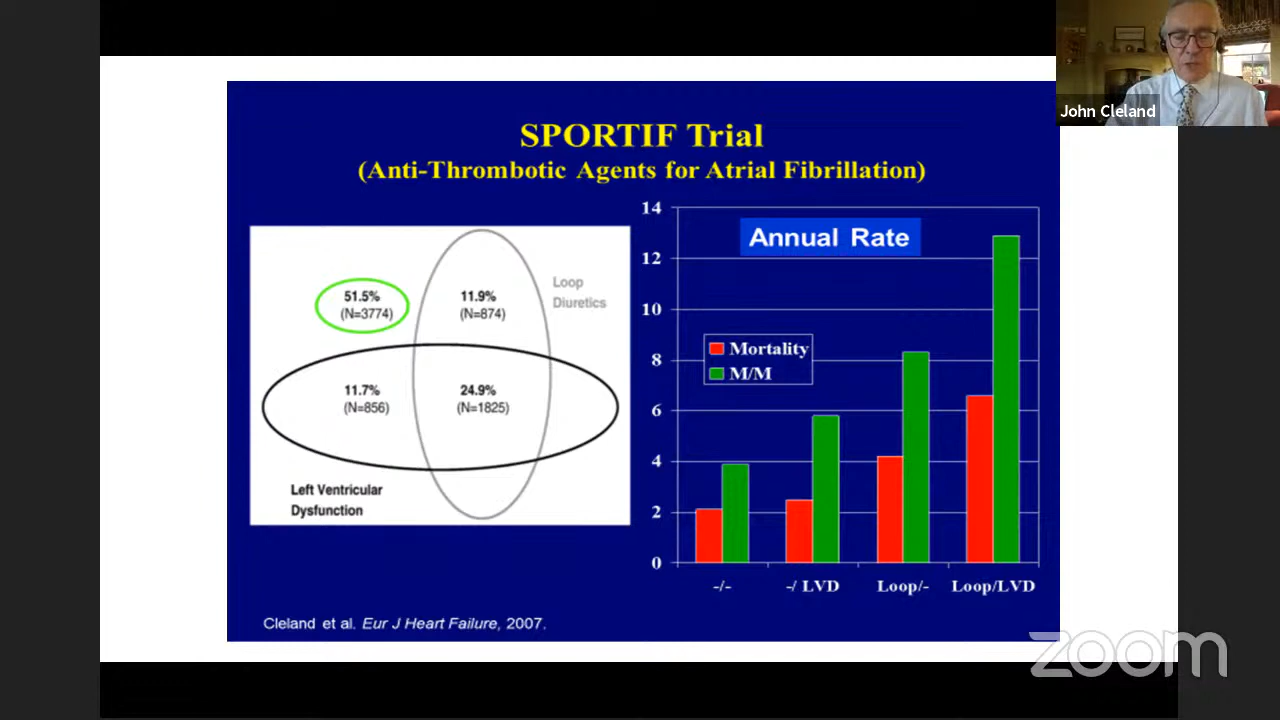 John Cleland
SPORTIF Trial
(Anti-Thrombotic Agents for Atrial Fibrillation)
51.5%
(N=3774)
11.9%
(N=874)
Loop
Diuretics
11.7%
(N=856)
24.9%
(N=1825)
Left Ventricular
Dysfunction
Annual Rate
Mortality
M/M
14
12
10
8
6
4
2
0
-/-
-/ LVD
Loop/-
Loop/LVD
Cleland et al. Eur J Heart Failure, 2007.
zoom